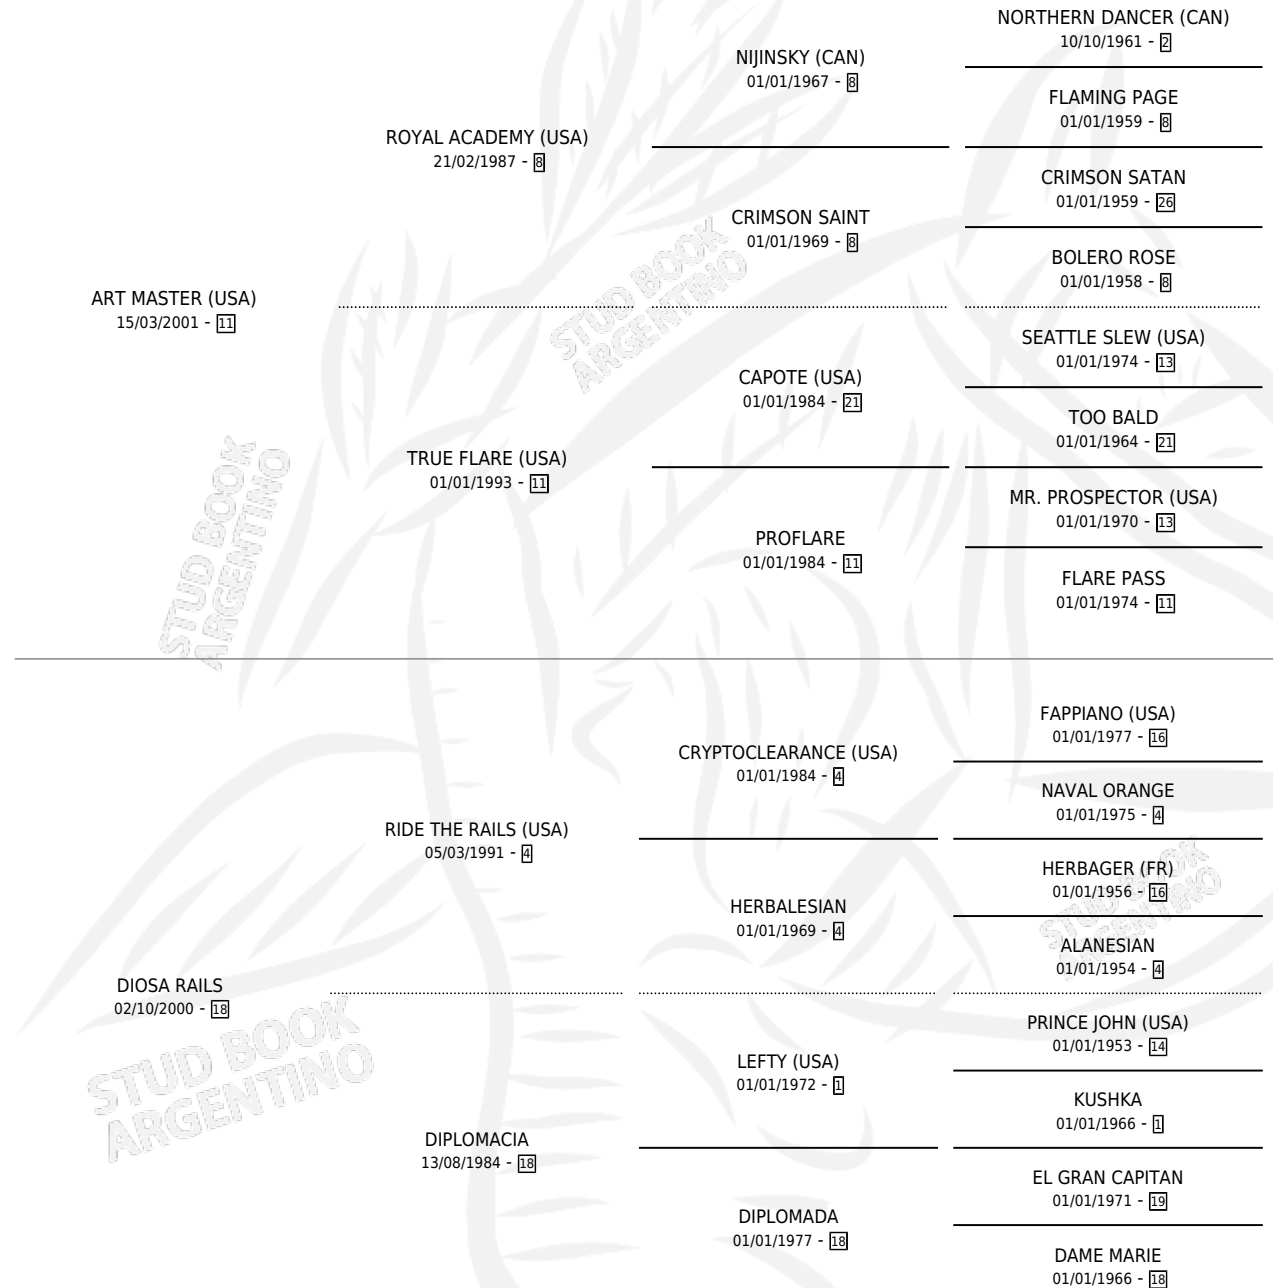 NORTHERN DANCER (CAN)
10/10/1961 - 2
NIJINSKY (CAN)
01/01/1967 - 8
FLAMING PAGE
01/01/1959 - 8
ROYAL ACADEMY (USA)
21/02/1987 - 8
CRIMSON SATAN
01/01/1959 - 26
CRIMSON SAINT
01/01/1969 - 8
BOLERO ROSE
01/01/1958 - 8
ART MASTER (USA)
15/03/2001 - 11
SEATTLE SLEW (USA)
01/01/1974 - 13
CAPOTE (USA)
01/01/1984 - 21
TOO BALD
01/01/1964 - 21
TRUE FLARE (USA)
01/01/1993 - 11
MR. PROSPECTOR (USA)
01/01/1970 - 13
PROFLARE
01/01/1984 - 11
FLARE PASS
01/01/1974 - 11
FAPPIANO (USA)
01/01/1977 - 16
CRYPTOCLEARANCE (USA)
01/01/1984 - 4
NAVAL ORANGE
01/01/1975 - 4
RIDE THE RAILS (USA)
05/03/1991 - 4
HERBAGER (FR)
01/01/1956 - 16
HERBALESIAN
01/01/1969 - 4
ALANESIAN
01/01/1954 - 4
DIOSA RAILS
02/10/2000 - 18
PRINCE JOHN (USA)
01/01/1953 - 14
LEFTY (USA)
01/01/1972 - 1
KUSHKA
01/01/1966 - 1
DIPLOMACIA
13/08/1984 - 18
EL GRAN CAPITAN
01/01/1971 - 19
DIPLOMADA
01/01/1977 - 18
DAME MARIE
01/01/1966 - 18
STUD BOOK
ARGENTINO
STUD BOOK
ARGENTINO
STUD BOOK
ARGENTINO
STUD BOOK
ARGENTINO